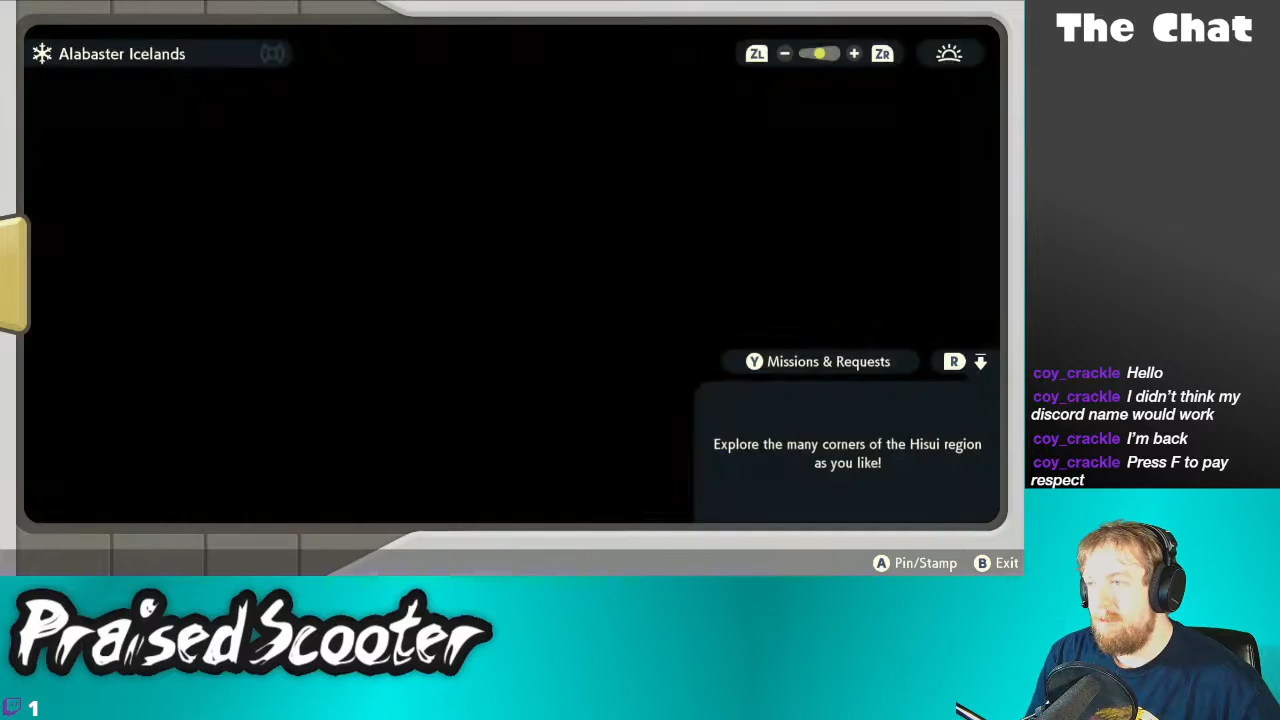 Alabaster Icelands
ZL - + ZR
The Chat
Y Missions & Requests
R
Explore the many corners of the Hisui region
as you like!
coy_crackle Hello
coy_crackle I didn't think my
discord name would work
coy_crackle I'm back
coy_crackle Press F to pay
respect
A Pin/Stamp B Exit
PraisedScooter
1